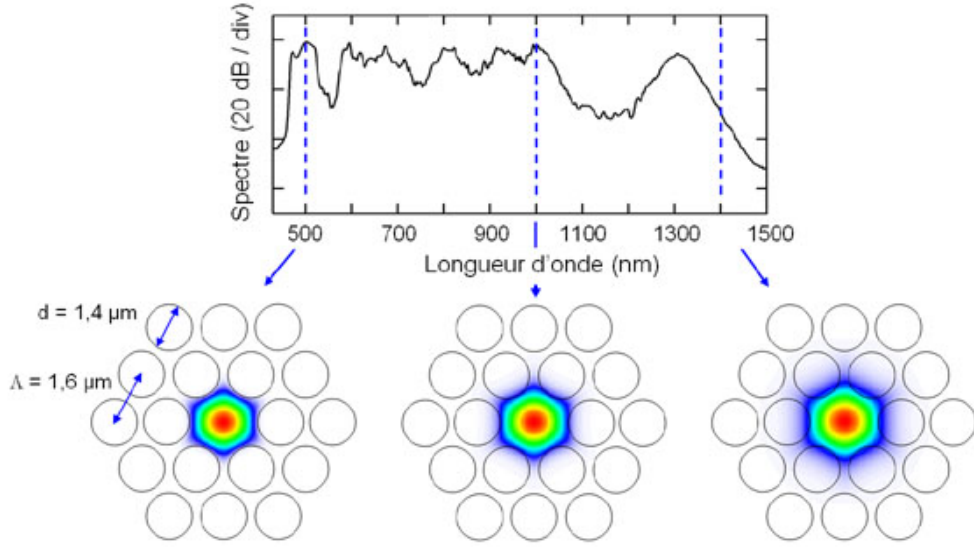 Spectre (20 dB / div)
500 700 900 1100 1300 1500
Longueur d'onde (nm)
d = 1,4 µm
Λ = 1,6 µm